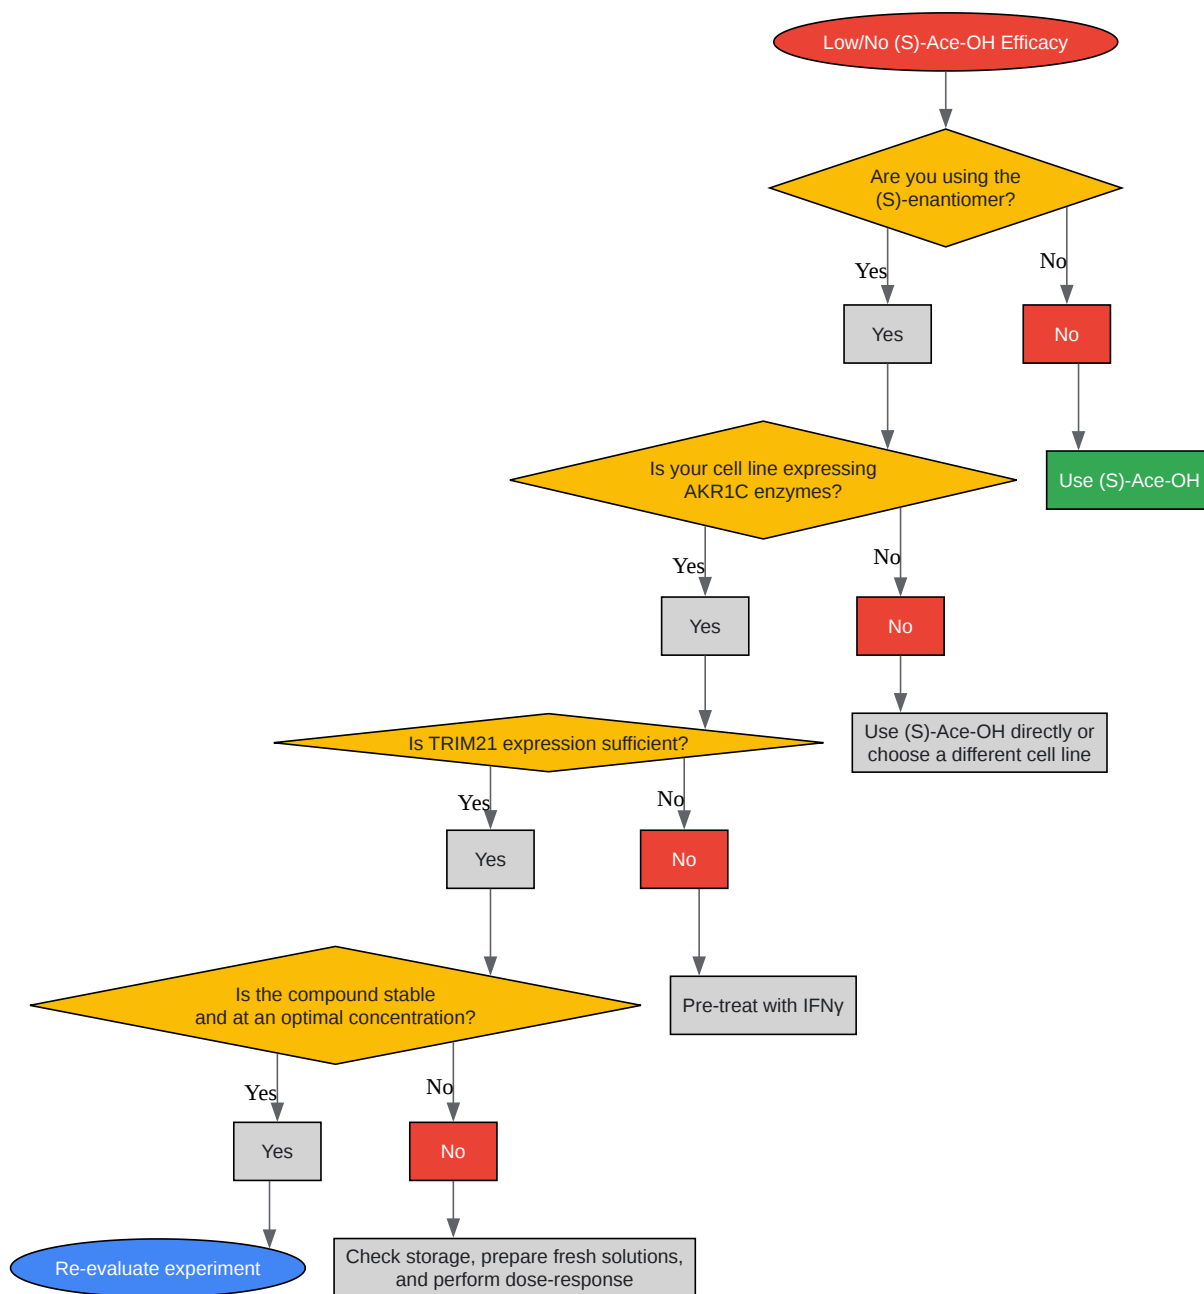 Low/No (S)-Ace-OH Efficacy
Are you using the
(S)-enantiomer?
Yes
No
Yes
No
Is your cell line expressing
AKR1C enzymes?
Use (S)-Ace-OH
Yes
No
Yes
No
Is TRIM21 expression sufficient?
Use (S)-Ace-OH directly or
choose a different cell line
Yes
No
Yes
No
Is the compound stable
and at an optimal concentration?
Pre-treat with IFNγ
Yes
No
Yes
No
Re-evaluate experiment
Check storage, prepare fresh solutions,
and perform dose-response